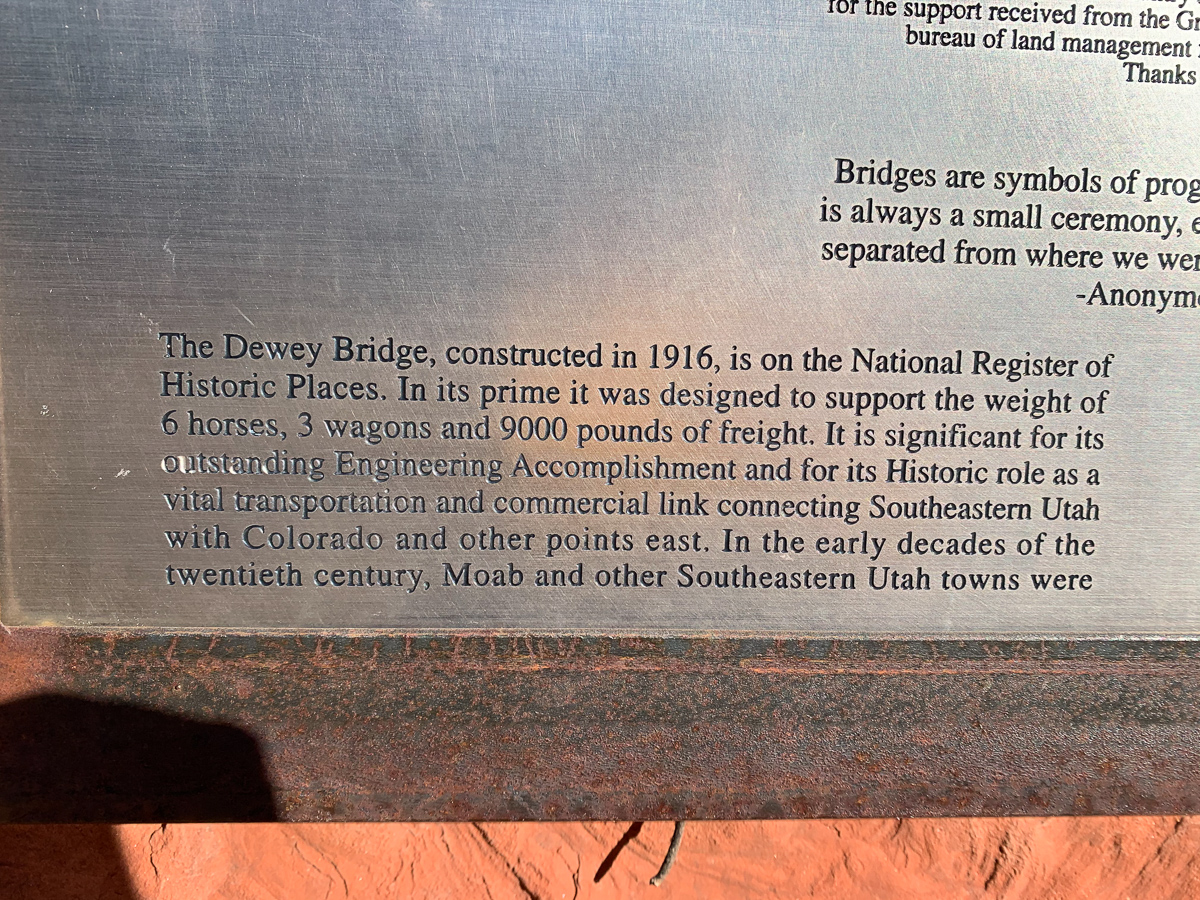 for the support received from the
bureau of land management
Thanks
Bridges are symbols of
is always a small ceremony,
separated from where we
The Dewey Bridge, constructed in 1916, is on the National Register of
Historic Places. In its prime it was designed to support the weight of
6 horses, 3 wagons and 9000 pounds of freight. It is significant for its
outstanding Engineering Accomplishment and for its Historic role as a
vital transportation and commercial link connecting Southeastern Utah
with Colorado and other points east. In the early decades of the
twentieth century, Moab and other Southeastern Utah towns were